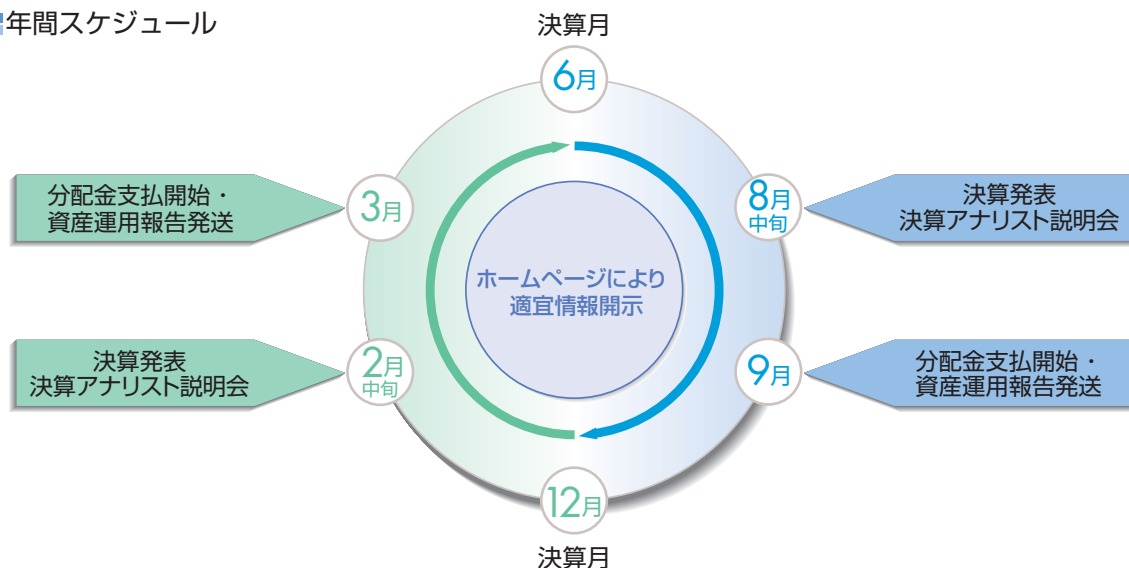 年間スケジュール
決算月
6月
分配金支払開始・
資産運用報告発送
3月
8月
中旬
決算発表
決算アナリスト説明会
ホームページにより
適宜情報開示
決算発表
決算アナリスト説明会
2月
中旬
9月
分配金支払開始・
資産運用報告発送
12月
決算月